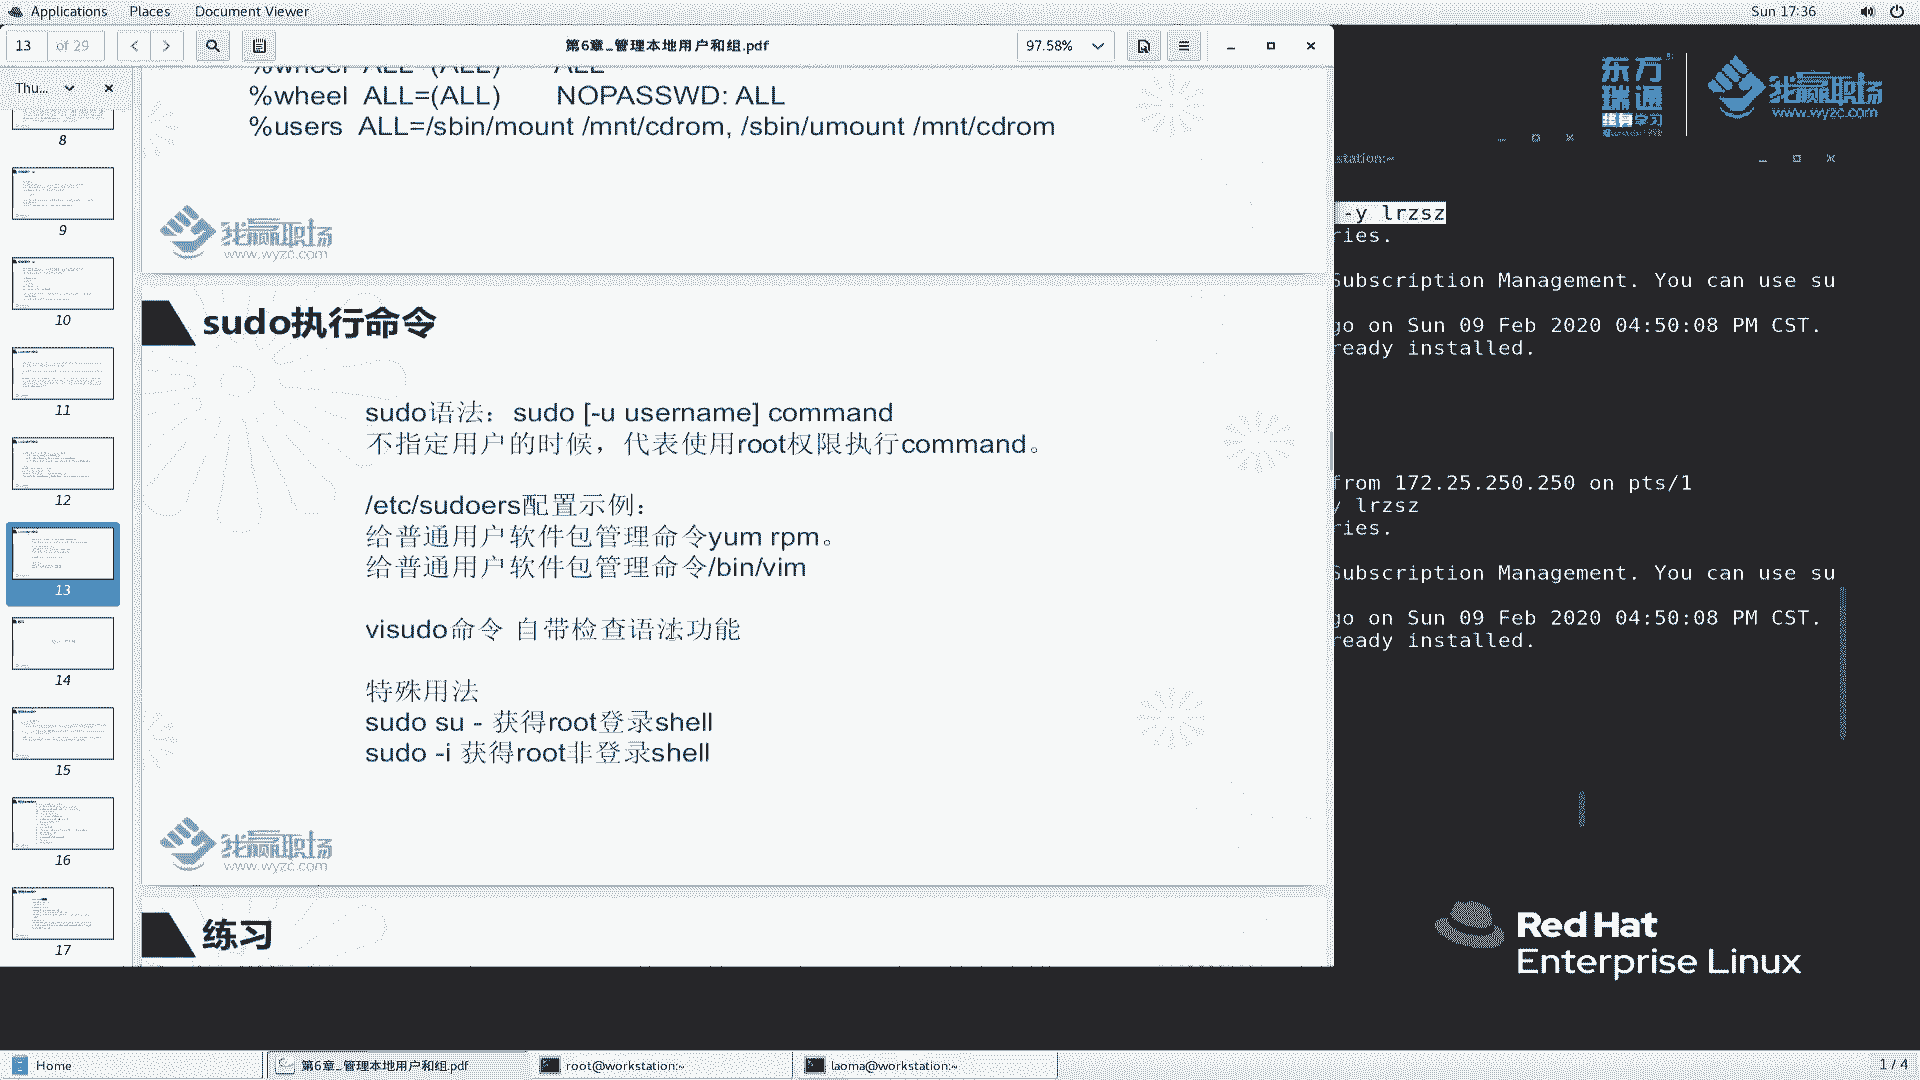 Applications Places Document Viewer
Sun 17:36
13 of 29
第6章_管理本地用户和组.pdf
97.58%
Thu...
8
9
10
11
12
13
14
15
16
17
%wheel ALL=(ALL) ALL
%wheel ALL=(ALL) NOPASSWD: ALL
%users ALL=/sbin/mount /mnt/cdrom, /sbin/umount /mnt/cdrom
我赢职场
www.wyzc.com
sudo执行命令
sudo语法：sudo [-u username] command
不指定用户的时候，代表使用root权限执行command。
/etc/sudoers配置示例：
给普通用户软件包管理命令yum rpm。
给普通用户软件包管理命令/bin/vim
visudo命令 自带检查语法功能
特殊用法
sudo su - 获得root登录shell
sudo -i 获得root非登录shell
我赢职场
www.wyzc.com
练习
东方
瑞通
终身学习
我赢职场
www.wyzc.com
station:~
-y lrzsz
ries.
Subscription Management. You can use su
go on Sun 09 Feb 2020 04:50:08 PM CST.
ready installed.
from 172.25.250.250 on pts/1
y lrzsz
ries.
Subscription Management. You can use su
go on Sun 09 Feb 2020 04:50:08 PM CST.
ready installed.
Red Hat
Enterprise Linux
Home
第6章_管理本地用户和组.pdf
root@workstation:~
laoma@workstation:~
1 / 4